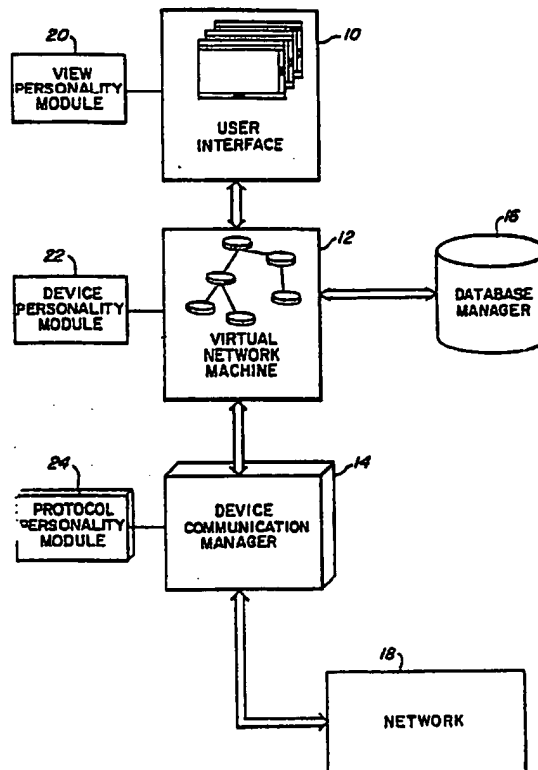 20
VIEW
PERSONALITY
MODULE
10
USER
INTERFACE
22
DEVICE
PERSONALITY
MODULE
12
VIRTUAL
NETWORK
MACHINE
16
DATABASE
MANAGER
24
PROTOCOL
PERSONALITY
MODULE
14
DEVICE
COMMUNICATION
MANAGER
18
NETWORK